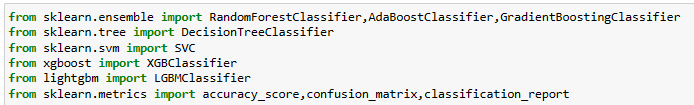 from sklearn.ensemble import RandomForestClassifier,AdaBoostClassifier,GradientBoostingClassifier
from sklearn.tree import DecisionTreeClassifier
from sklearn.svm import SVC
from xgboost import XGBClassifier
from lightgbm import LGBMClassifier
from sklearn.metrics import accuracy_score,confusion_matrix,classification_report